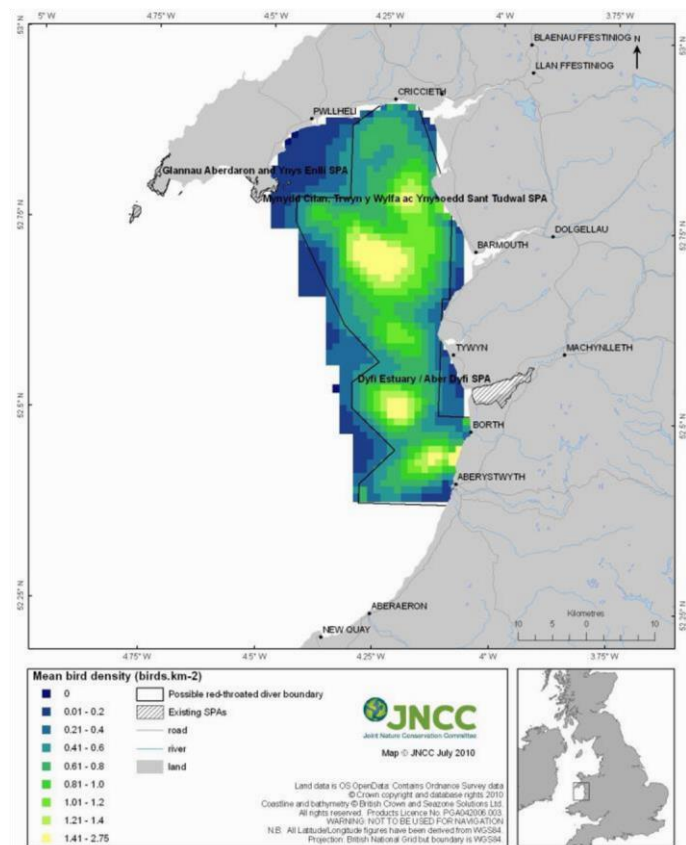 5°W 4.75°W 4.5°W 4.25°W 4°W 3.75°W
53°N
53°N
BLAENAU FFESTINIOG
N
LLAN FFESTINIOG
CRICCIETH
PWLLHELI
Glannau Aberdaron and Ynys Enlli SPA
Mynydd Cilan, Trwyn y Wylfa ac Ynysoedd Sant Tudwal SPA
52.75°N
52.75°N
DOLGELLAU
BARMOUTH
TYWYN
MACHYNLLETH
Dyfi Estuary / Aber Dyfi SPA
52.5°N
52.5°N
BORTH
ABERYSTWYTH
52.25°N
52.25°N
ABERAERON
Kilometres
10 5 0 10
NEW QUAY
4.75°W 4.5°W 4.25°W 4°W 3.75°W
Mean bird density (birds.km-2)
0
0.01 - 0.2
0.21 - 0.4
0.41 - 0.6
0.61 - 0.8
0.81 - 1.0
1.01 - 1.2
1.21 - 1.4
1.41 - 2.75
Possible red-throated diver boundary
Existing SPAs
road
river
land
JNCC
Joint Nature Conservation Committee
Map © JNCC July 2010
Land data is OS OpenData: Contains Ordnance Survey data
© Crown copyright and database rights 2010
Coastline and bathymetry © British Crown and Seazone Solutions Ltd.
All rights reserved. Products Licence No. PGA042006.003.
WARNING: NOT TO BE USED FOR NAVIGATION
N.B. All Latitude/Longitude figures have been derived from WGS84.
Projection: British National Grid but boundary is WGS84.